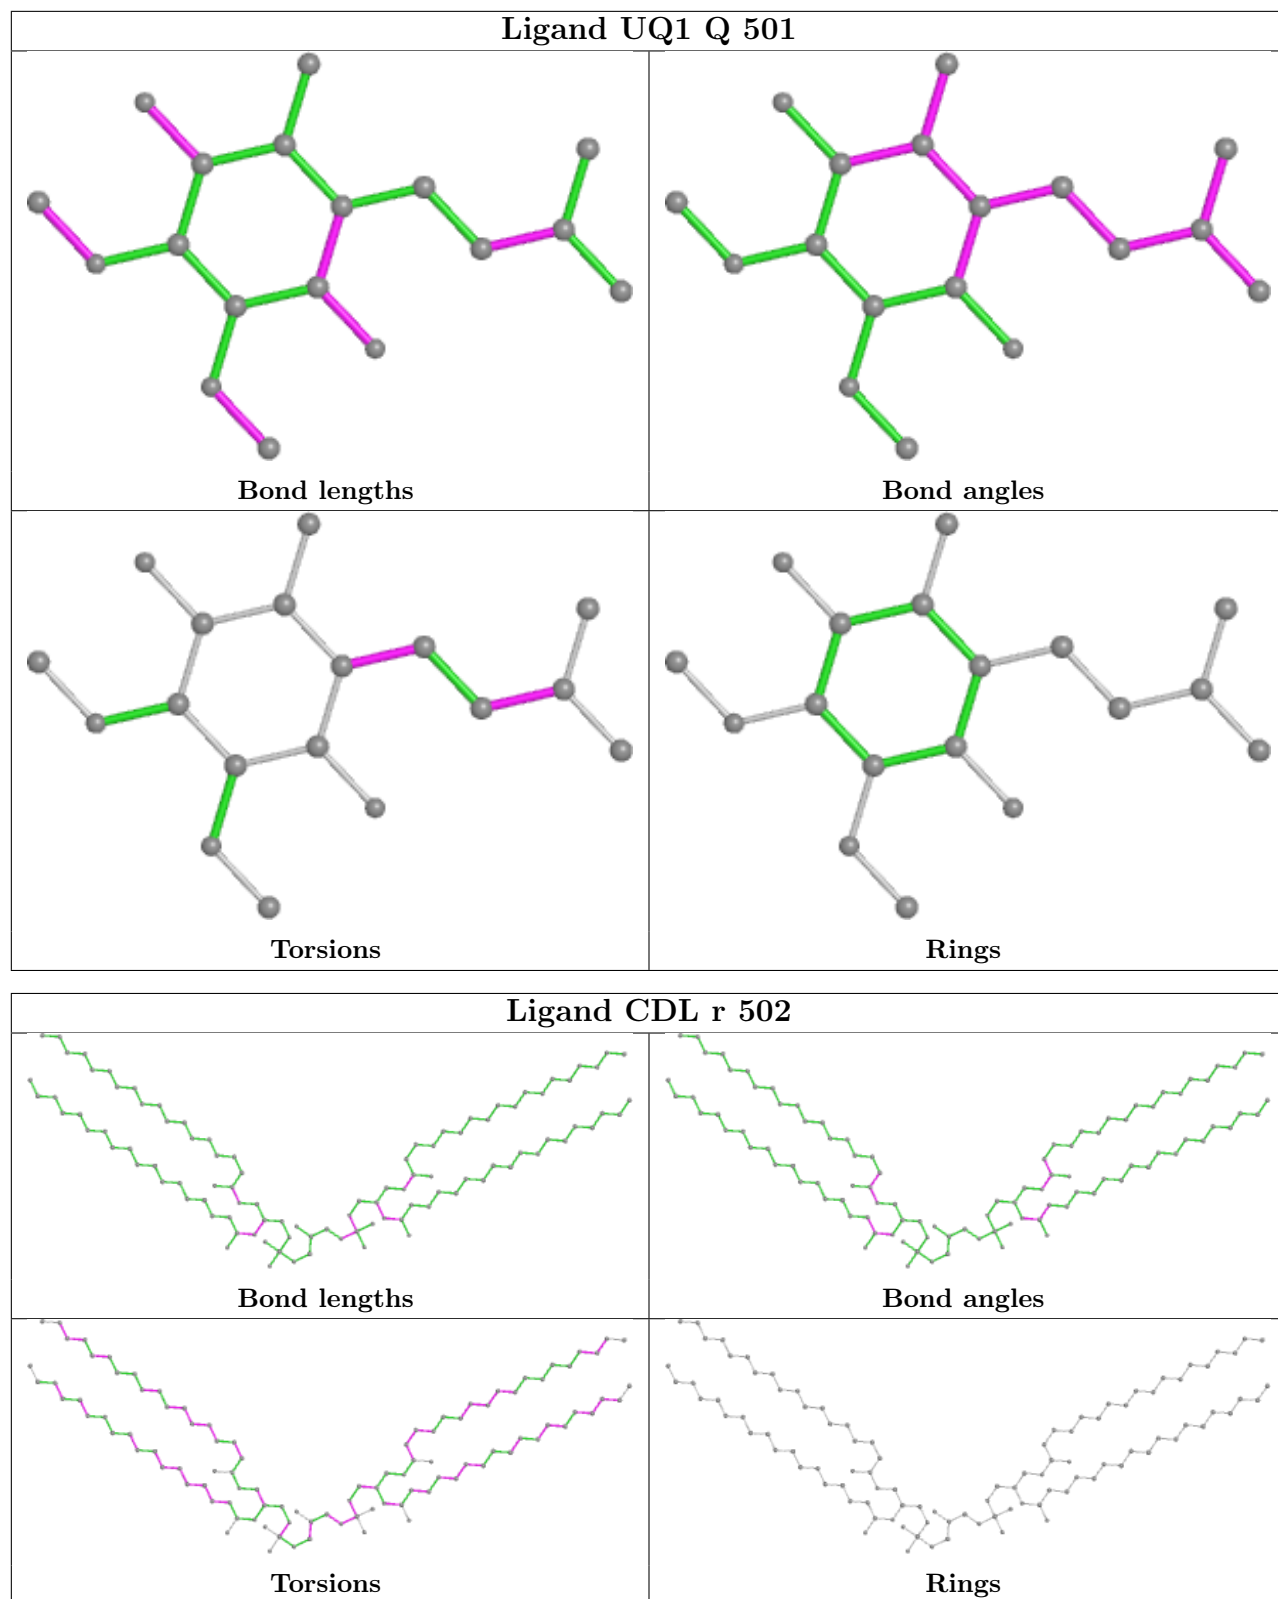 Ligand UQ1 Q 501
Bond lengths
Bond angles
Torsions
Rings
Ligand CDL r 502
Bond lengths
Bond angles
Torsions
Rings